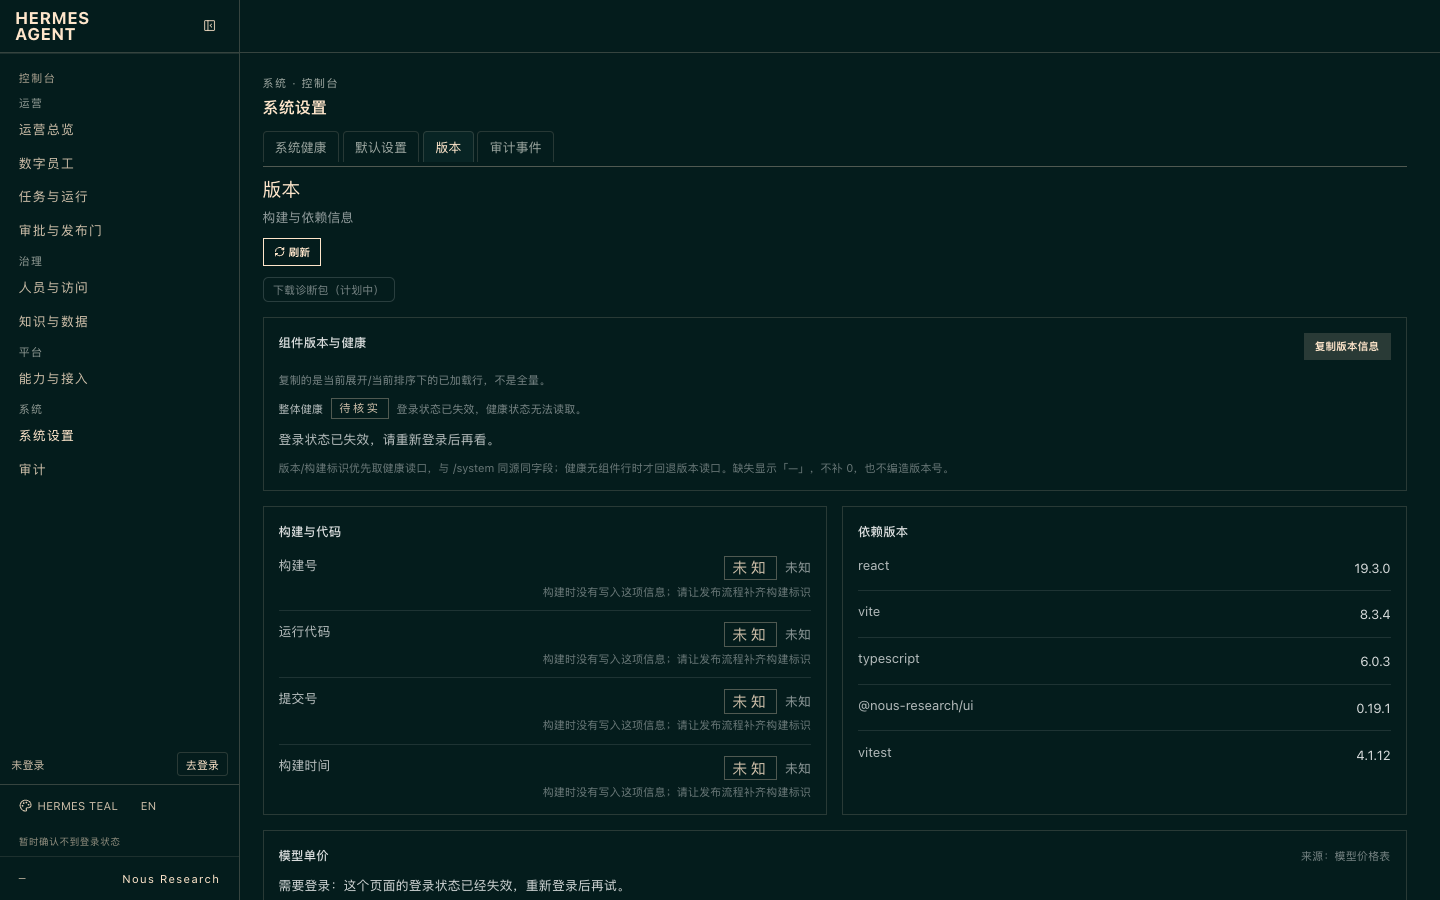 HERMES
AGENT
控制台
运营
运营总览
数字员工
任务与运行
审批与发布门
治理
人员与访问
知识与数据
平台
能力与接入
系统
系统设置
审计
未登录
去登录
HERMES TEAL
EN
暂时确认不到登录状态
—
Nous Research
系统 · 控制台
系统设置
系统健康
默认设置
版本
审计事件
版本
构建与依赖信息
刷新
下载诊断包（计划中）
组件版本与健康
复制版本信息
复制的是当前展开/当前排序下的已加载行，不是全量。
整体健康 待核实 登录状态已失效，健康状态无法读取。
登录状态已失效，请重新登录后再看。
版本/构建标识优先取健康读口，与 /system 同源同字段；健康无组件行时才回退版本读口。缺失显示「—」，不补 0，也不编造版本号。
构建与代码
构建号 未知 未知
构建时没有写入这项信息；请让发布流程补齐构建标识
运行代码 未知 未知
构建时没有写入这项信息；请让发布流程补齐构建标识
提交号 未知 未知
构建时没有写入这项信息；请让发布流程补齐构建标识
构建时间 未知 未知
构建时没有写入这项信息；请让发布流程补齐构建标识
依赖版本
react 19.3.0
vite 8.3.4
typescript 6.0.3
@nous-research/ui 0.19.1
vitest 4.1.12
模型单价
来源：模型价格表
需要登录：这个页面的登录状态已经失效，重新登录后再试。